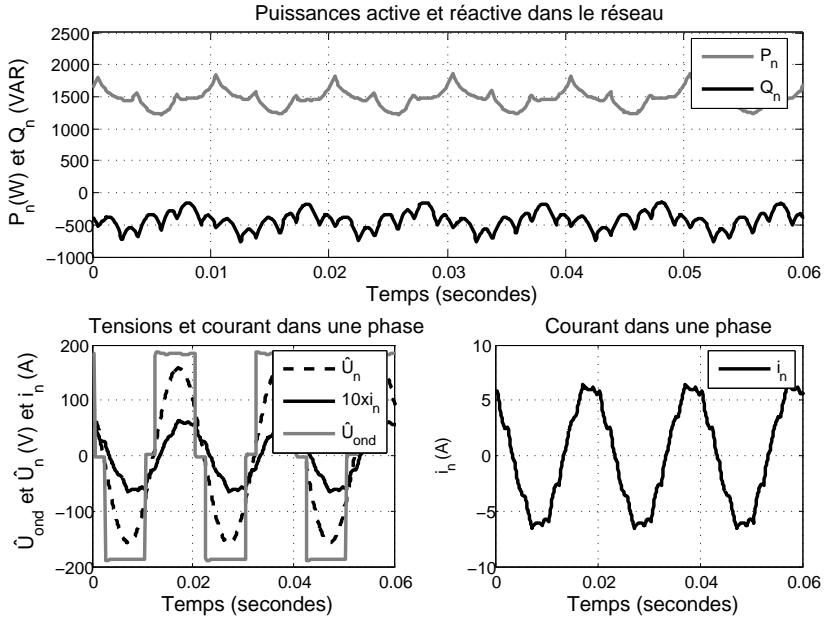 Puissances active et réactive dans le réseau
2500
2000
1500
1000
500
0
−500
−1000
P_n(W) et Q_n (VAR)
P_n
Q_n
0 0.01 0.02 0.03 0.04 0.05 0.06
Temps (secondes)
Tensions et courant dans une phase
200
100
0
−100
−200
Û_ond et Û_n (V) et i_n (A)
Û_n
10xi_n
Û_ond
0 0.02 0.04 0.06
Temps (secondes)
Courant dans une phase
10
5
0
−5
−10
i_n (A)
i_n
0 0.02 0.04 0.06
Temps (secondes)